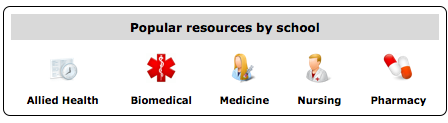 Popular resources by school
Allied Health Biomedical Medicine Nursing Pharmacy